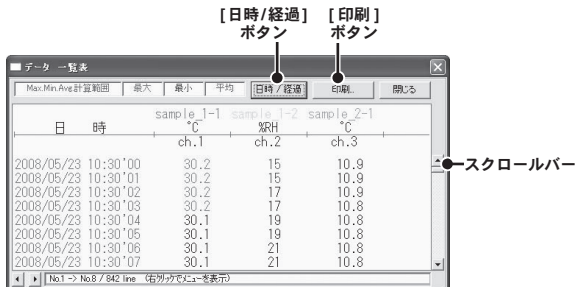 [日時/経過] [印刷]
ボタン ボタン
データ 一覧表
Max.Min.Avg計算範囲 最大 最小 平均 日時/経過 印刷.. 閉じる
sample_1-1 sample_1-2 sample_2-1
日 時 °C %RH °C
ch.1 ch.2 ch.3
2008/05/23 10:30'00 30.2 15 10.9
2008/05/23 10:30'01 30.2 15 10.9
2008/05/23 10:30'02 30.2 17 10.9
2008/05/23 10:30'03 30.2 17 10.8
2008/05/23 10:30'04 30.1 19 10.8
2008/05/23 10:30'05 30.1 19 10.8
2008/05/23 10:30'06 30.1 21 10.8
2008/05/23 10:30'07 30.1 21 10.8
スクロールバー
No.1 -> No.8 / 842 line (右クリックでメニューを表示)